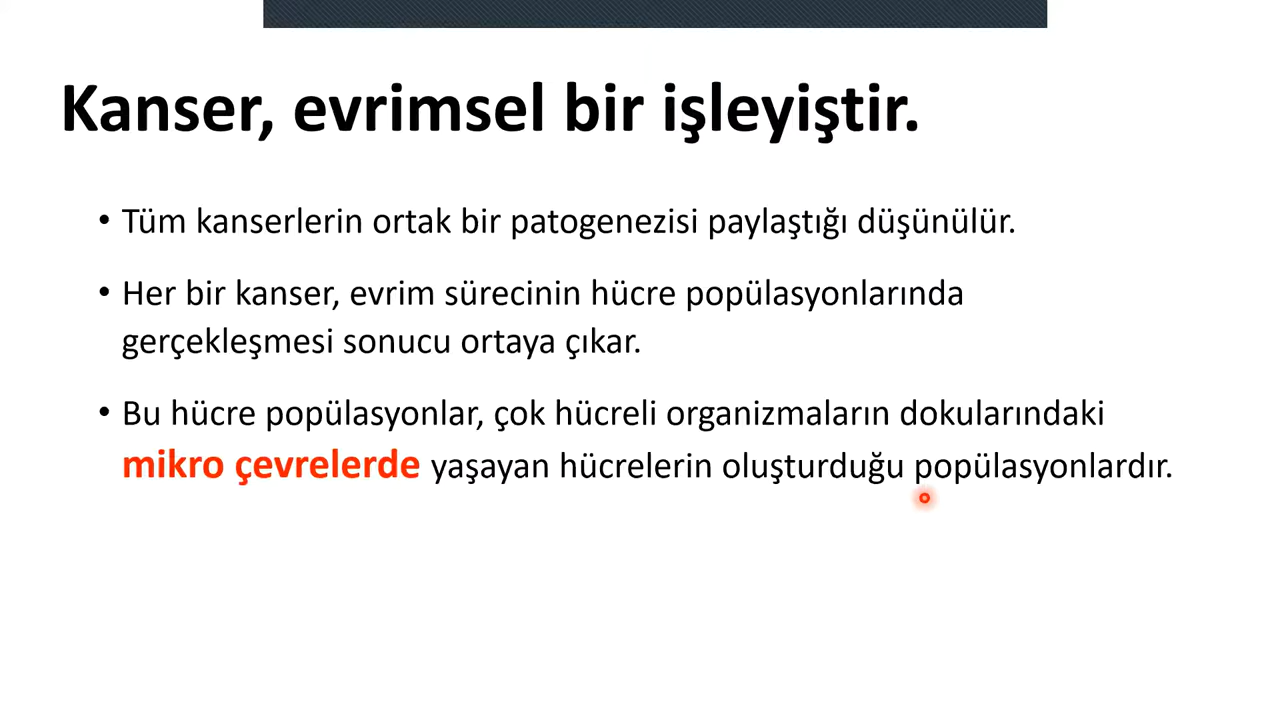 Kanser, evrimsel bir işleyiştir.
• Tüm kanserlerin ortak bir patogenezisi paylaştığı düşünülür.
• Her bir kanser, evrim sürecinin hücre popülasyonlarında
gerçekleşmesi sonucu ortaya çıkar.
• Bu hücre popülasyonlar, çok hücreli organizmaların dokularındaki
mikro çevrelerde yaşayan hücrelerin oluşturduğu popülasyonlardır.